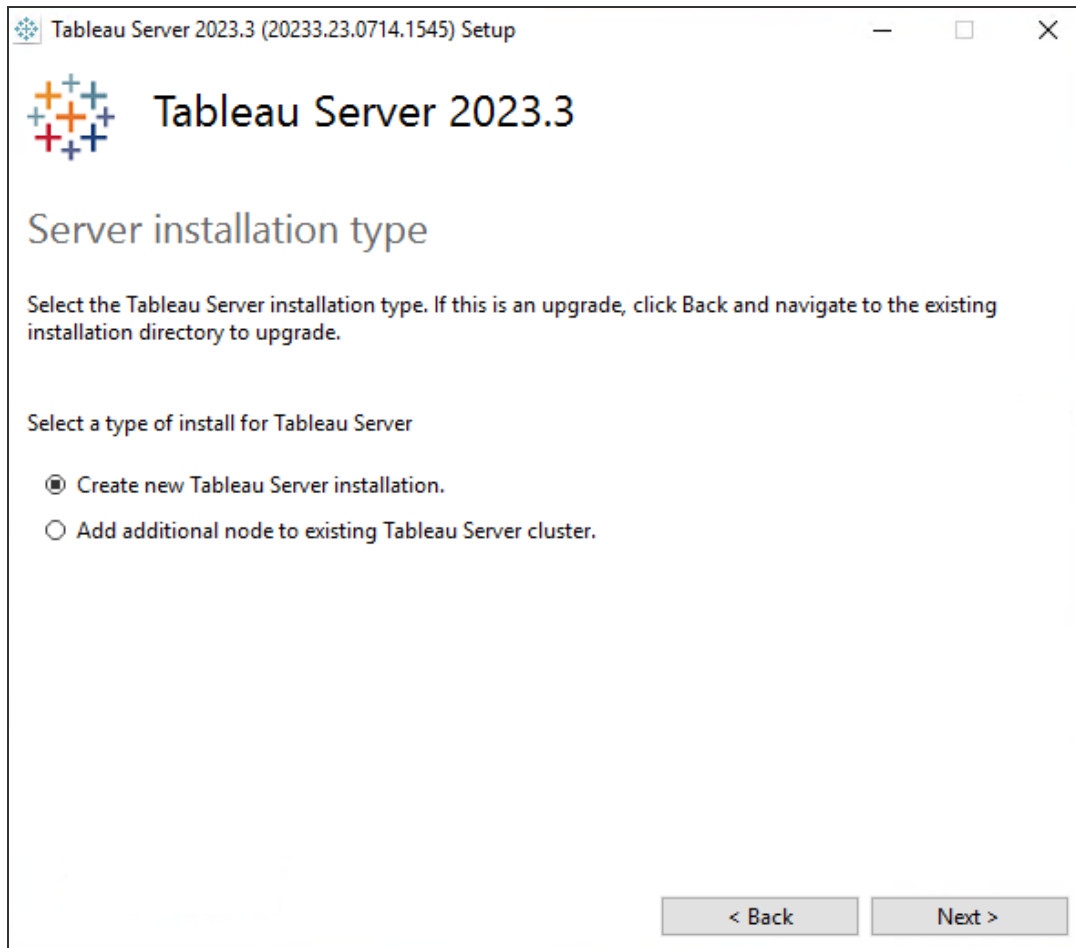 Tableau Server 2023.3 (20233.23.0714.1545) Setup
Tableau Server 2023.3
Server installation type
Select the Tableau Server installation type. If this is an upgrade, click Back and navigate to the existing
installation directory to upgrade.
Select a type of install for Tableau Server
Create new Tableau Server installation.
Add additional node to existing Tableau Server cluster.
< Back
Next >